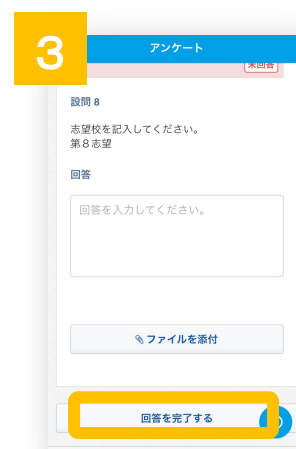 3
アンケート
未回答
設問 8
志望校を記入してください。
第８志望
回答
回答を入力してください。
ファイルを添付
回答を完了する